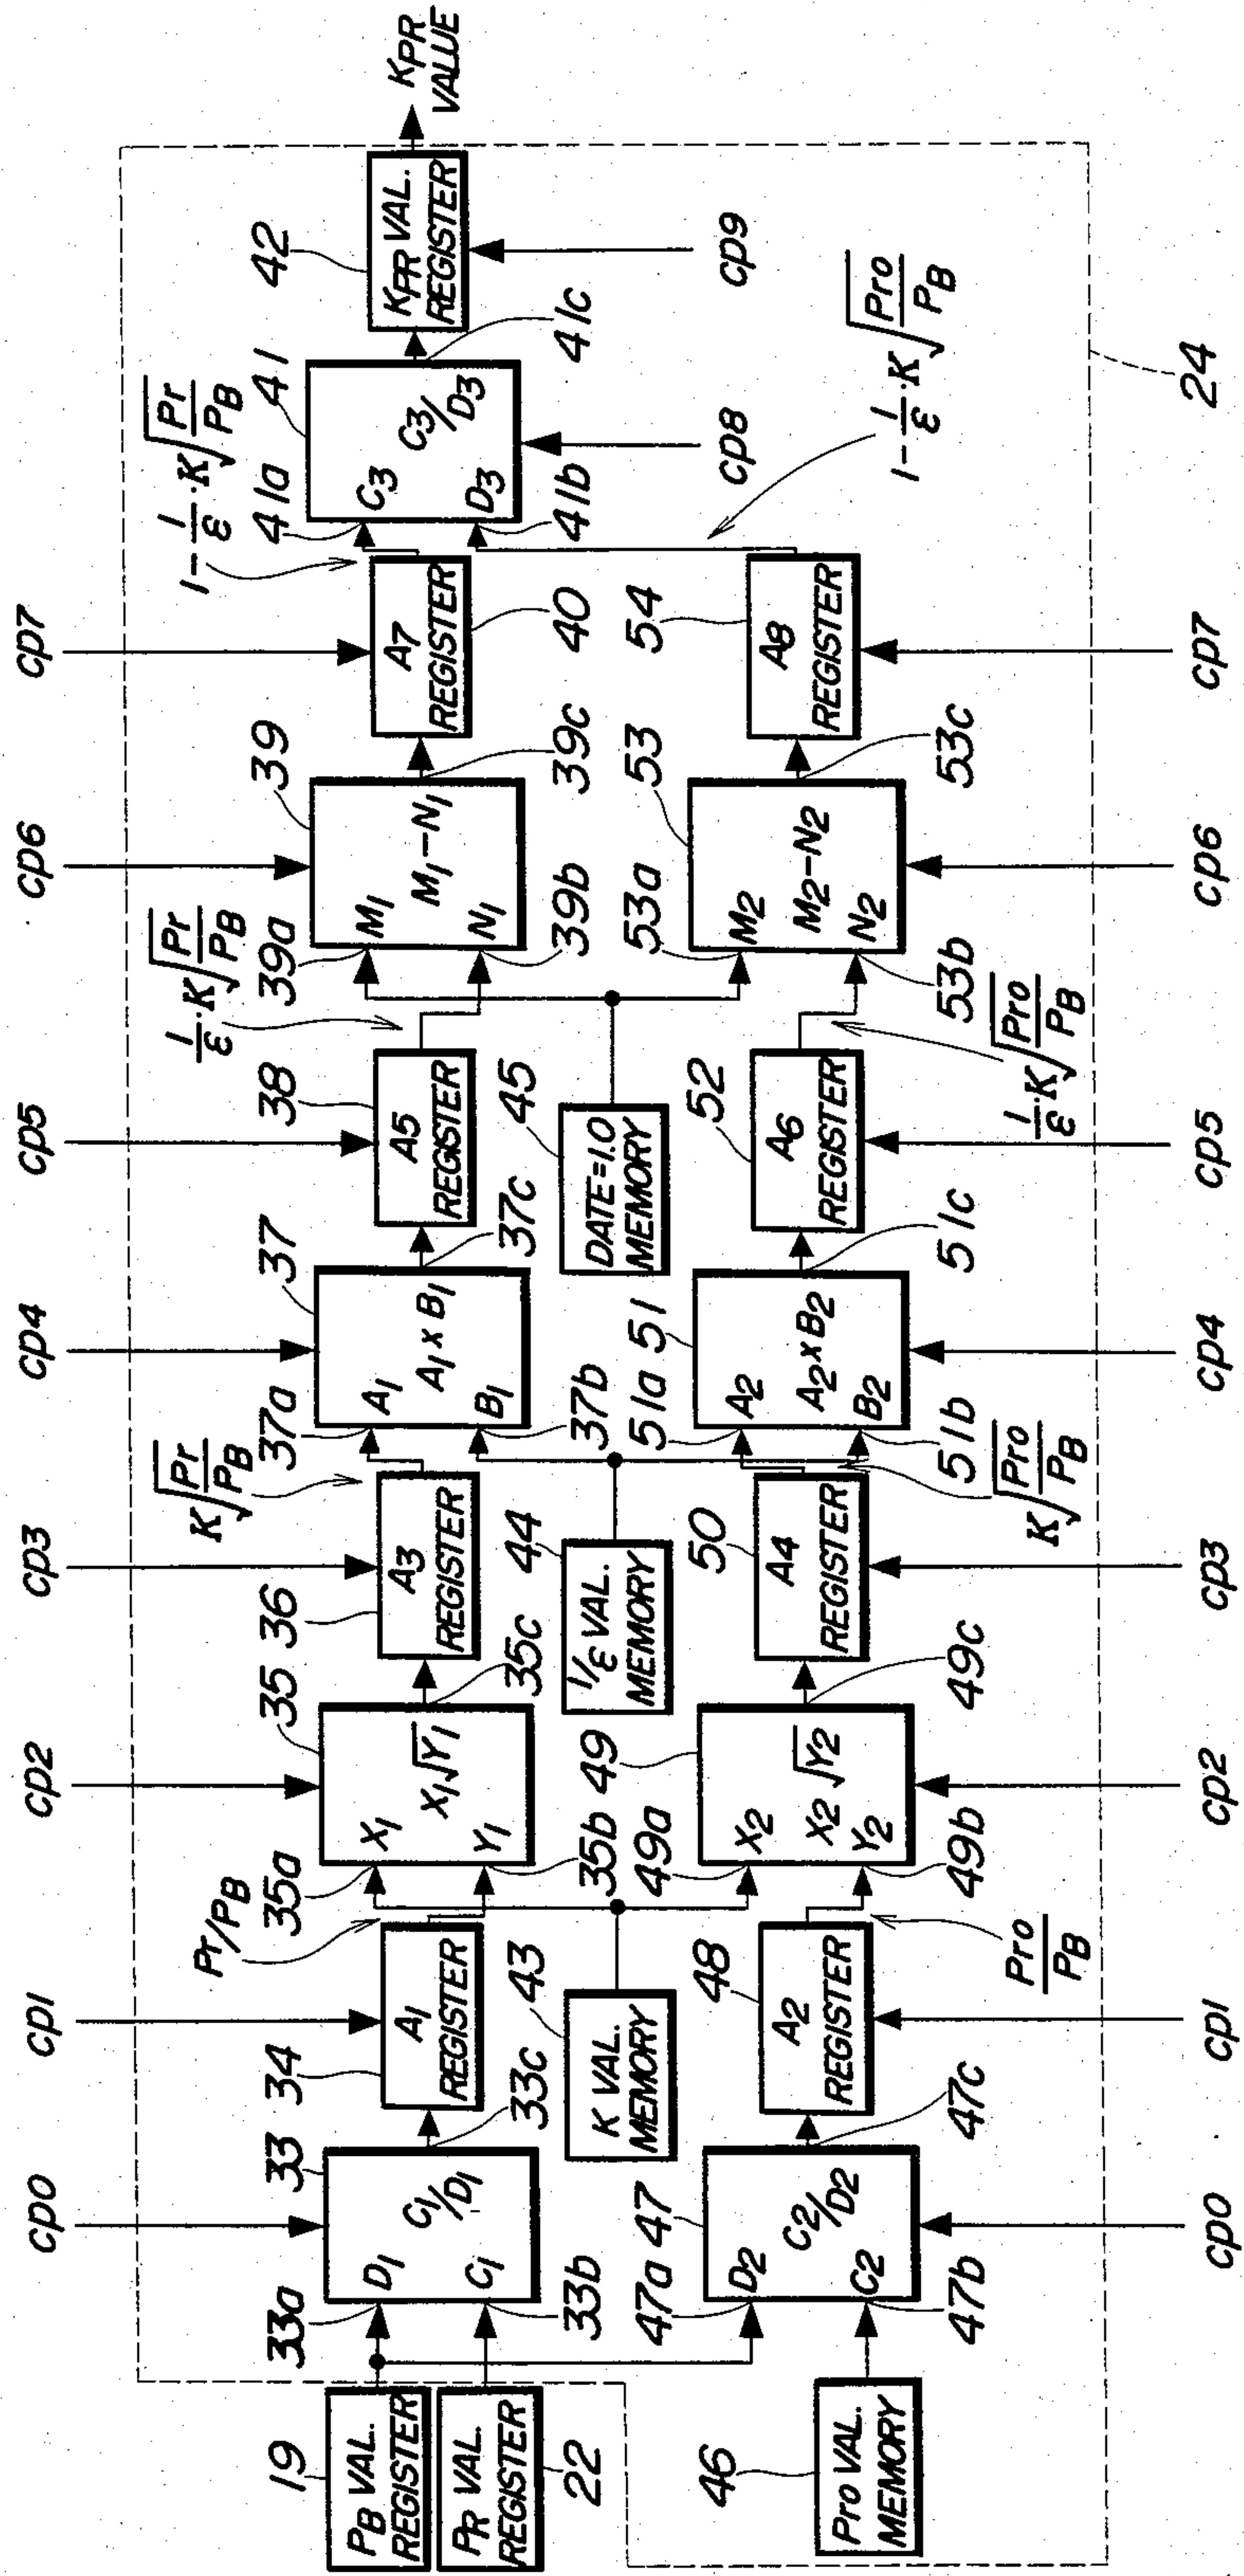 cp0
cp1
cp2
cp3
cp4
cp5
cp6
cp7
19
PB VAL.
REGISTER
PR VAL.
REGISTER
22
33a
33
D1
C1/D1
C1
33b
33c
34
A1
REGISTER
Pr/PB
35a
35
X1
X1√Y1
Y1
35b
35c
36
A3
REGISTER
K√Pr/PB
37a
37
A1
A1×B1
B1
37b
37c
38
A5
REGISTER
1/ε·K√Pr/PB
39a
39
M1
M1-N1
N1
39b
39c
A7
REGISTER
40
1-1/ε·K√Pr/PB
41a
41
C3
C3/D3
D3
41b
41c
42
KPR VAL.
REGISTER
KPR
VALUE
cp8
cp9
43
K VAL.
MEMORY
44
1/ε VAL.
MEMORY
45
DATE=1.0
MEMORY
46
Pro VAL.
MEMORY
47a
47
D2
C2/D2
C2
47b
47c
48
A2
REGISTER
Pro/PB
49a
49
X2
X2√Y2
Y2
49b
49c
50
A4
REGISTER
K√Pro/PB
51a
51
A2
A2×B2
B2
51b
51c
52
A6
REGISTER
1/ε·K√Pro/PB
53a
53
M2
M2-N2
N2
53b
53c
54
A8
REGISTER
1-1/ε·K√Pro/PB
24
cp0
cp1
cp2
cp3
cp4
cp5
cp6
cp7